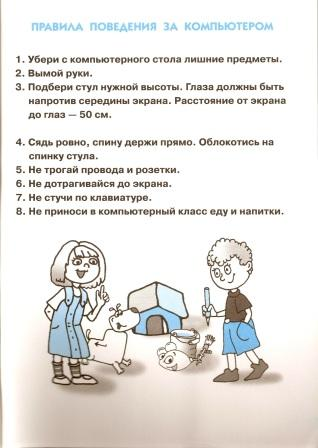 ПРАВИЛА ПОВЕДЕНИЯ ЗА КОМПЬЮТЕРОМ
1. Убери с компьютерного стола лишние предметы.
2. Вымой руки.
3. Подбери стул нужной высоты. Глаза должны быть
напротив середины экрана. Расстояние от экрана
до глаз — 50 см.
4. Сядь ровно, спину держи прямо. Облокотись на
спинку стула.
5. Не трогай провода и розетки.
6. Не дотрагивайся до экрана.
7. Не стучи по клавиатуре.
8. Не приноси в компьютерный класс еду и напитки.